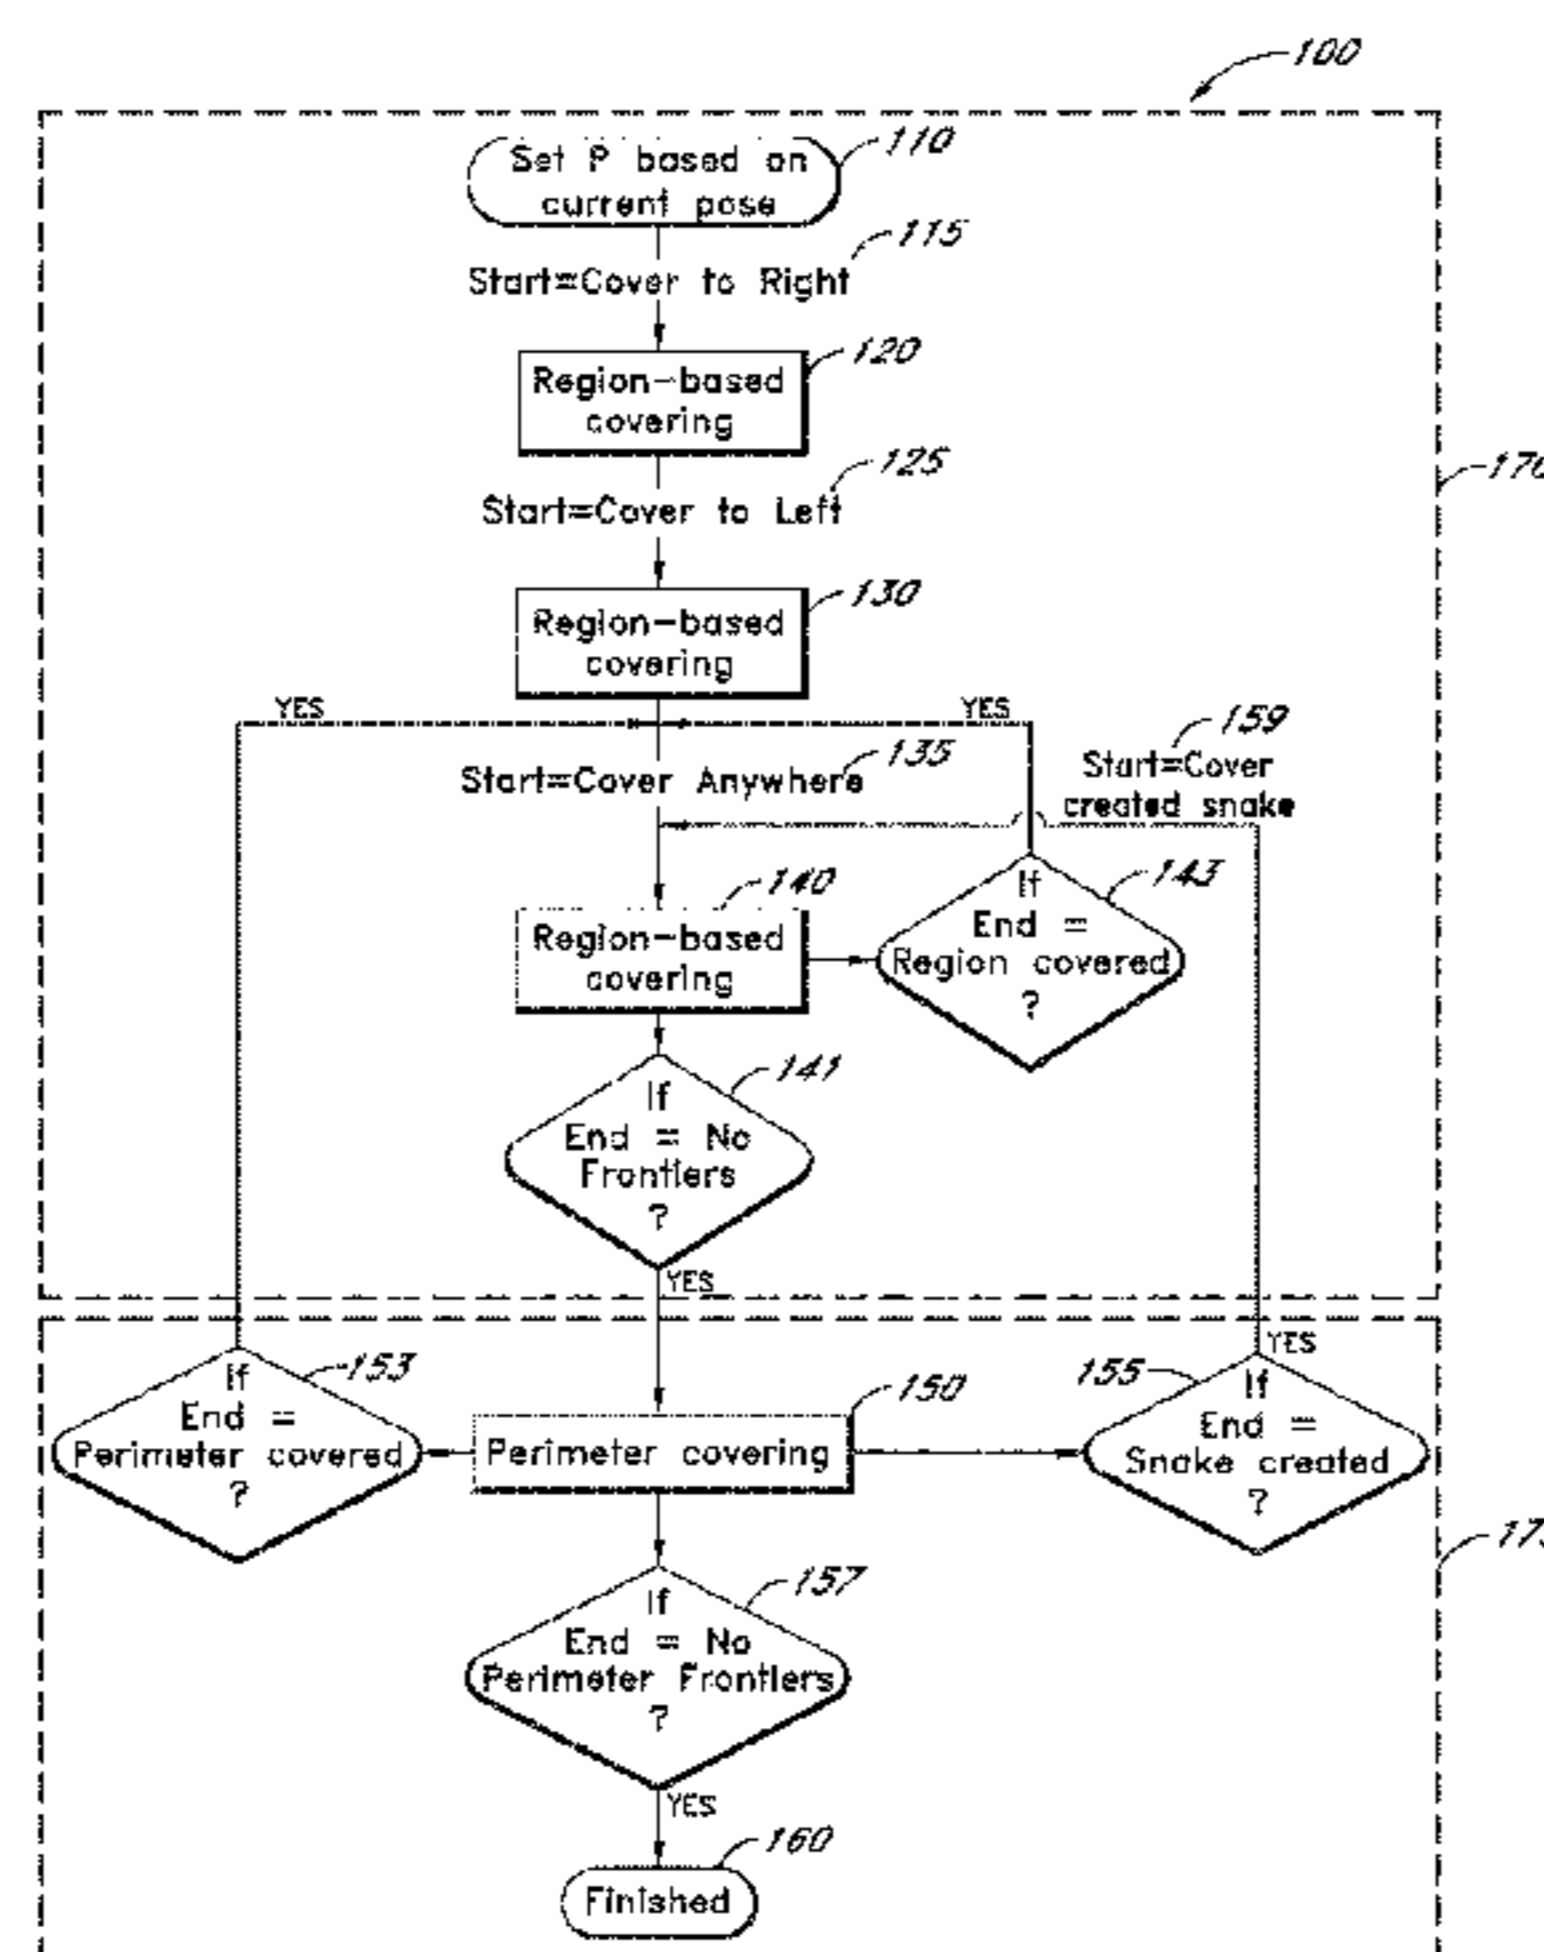 100
110
Set P based on
current pose
115
Start=Cover to Right
120
Region-based
covering
125
Start=Cover to Left
170
130
Region-based
covering
YES
YES
159
Start=Cover
created snake
135
Start=Cover Anywhere
140
Region-based
covering
143
If
End =
Region covered
?
141
If
End = No
Frontiers
?
YES
153
If
End =
Perimeter covered
?
150
Perimeter covering
YES
155
If
End =
Snake created
?
157
If
End = No
Perimeter Frontiers
?
YES
160
Finished